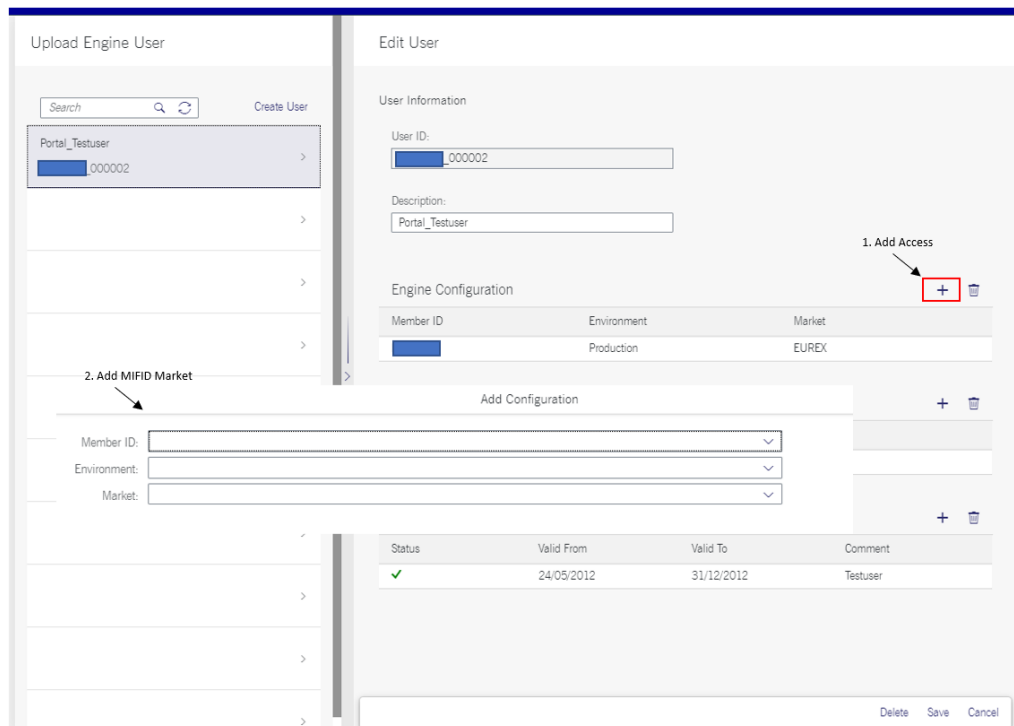 Upload Engine User
Edit User
Search
Create User
Portal_Testuser
_000002
User Information
User ID:
_000002
Description:
Portal_Testuser
1. Add Access
Engine Configuration
Member ID Environment Market
Production EUREX
2. Add MIFID Market
Add Configuration
Member ID:
Environment:
Market:
Status Valid From Valid To Comment
24/05/2012 31/12/2012 Testuser
Delete Save Cancel